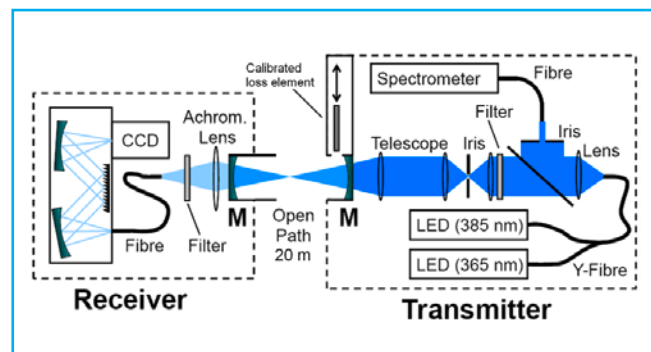 Calibrated
loss element
Spectrometer
Fibre
Achrom.
Lens
CCD
Telescope
Iris
Filter
Iris
Lens
M
M
Fibre
Filter
Open
Path
20 m
LED (385 nm)
LED (365 nm)
Y-Fibre
Receiver
Transmitter